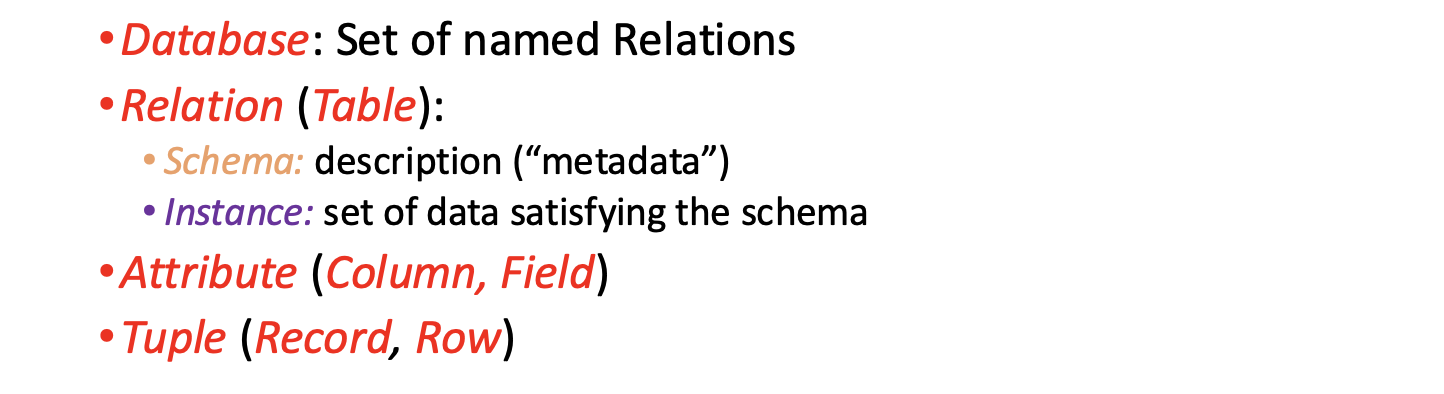 •Database: Set of named Relations
•Relation (Table):
•Schema: description (“metadata”)
•Instance: set of data satisfying the schema
•Attribute (Column, Field)
•Tuple (Record, Row)